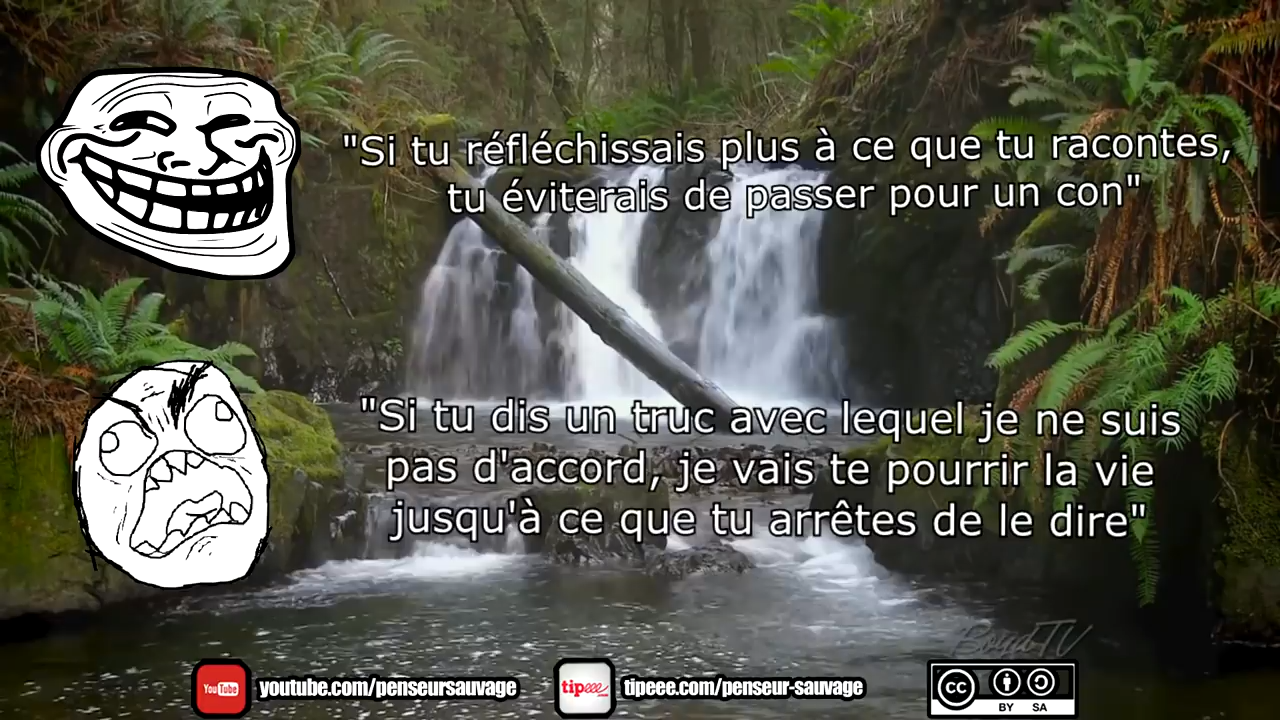 "Si tu réfléchissais plus à ce que tu racontes,
tu éviterais de passer pour un con"
"Si tu dis un truc avec lequel je ne suis
pas d'accord, je vais te pourrir la vie
jusqu'à ce que tu arrêtes de le dire"
BoudTV
YouTube youtube.com/penseursauvage
tipeee.com tipeee.com/penseur-sauvage
cc BY SA